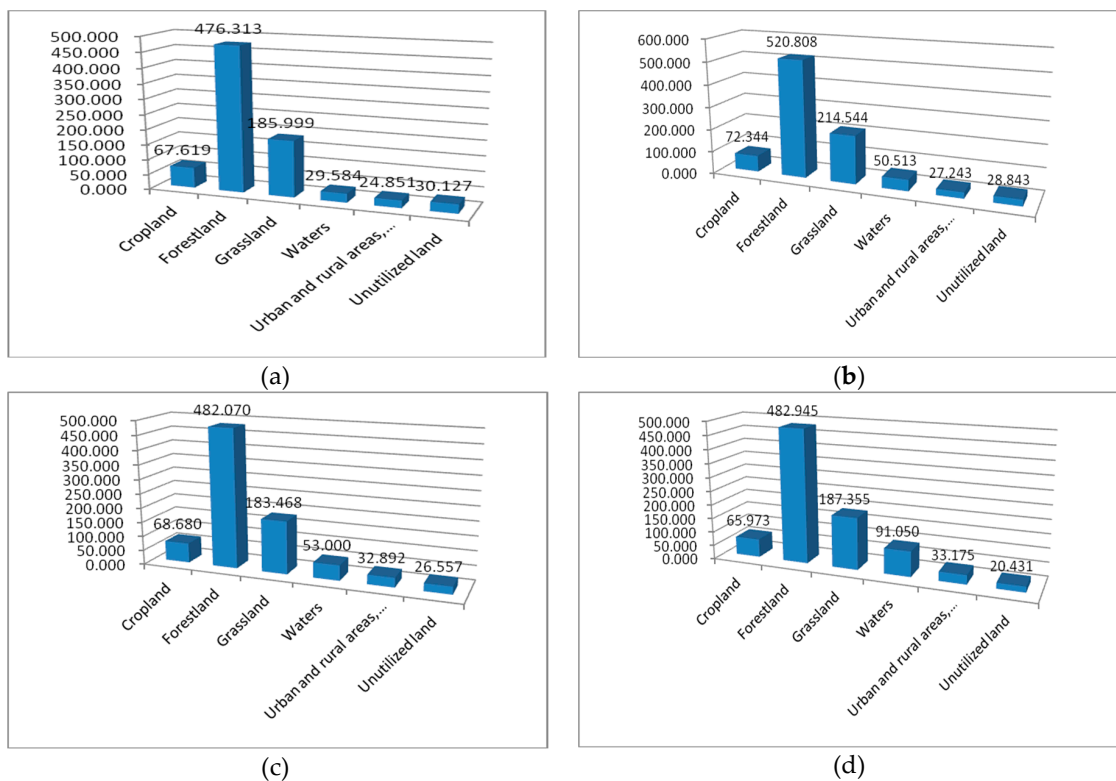 500.000
450.000
400.000
350.000
300.000
250.000
200.000
150.000
100.000
50.000
0.000
476.313
185.999
67.619
29.584
24.851
30.127
Cropland
Forestland
Grassland
Waters
Urban and rural areas,...
Unutilized land
(a)
600.000
500.000
400.000
300.000
200.000
100.000
0.000
520.808
214.544
72.344
50.513
27.243
28.843
Cropland
Forestland
Grassland
Waters
Urban and rural areas,...
Unutilized land
(b)
500.000
450.000
400.000
350.000
300.000
250.000
200.000
150.000
100.000
50.000
0.000
482.070
183.468
68.680
53.000
32.892
26.557
Cropland
Forestland
Grassland
Waters
Urban and rural areas,...
Unutilized land
(c)
500.000
450.000
400.000
350.000
300.000
250.000
200.000
150.000
100.000
50.000
0.000
482.945
187.355
65.973
91.050
33.175
20.431
Cropland
Forestland
Grassland
Waters
Urban and rural areas,...
Unutilized land
(d)